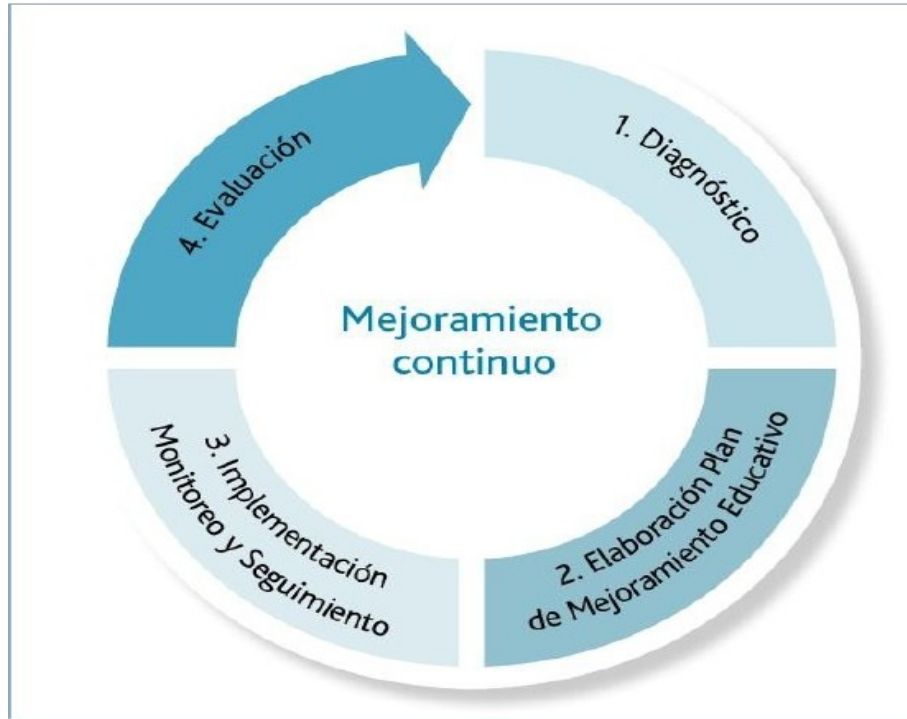 1. Diagnóstico
2. Elaboración Plan
de Mejoramiento Educativo
3. Implementación
Monitoreo y Seguimiento
4. Evaluación
Mejoramiento
continuo